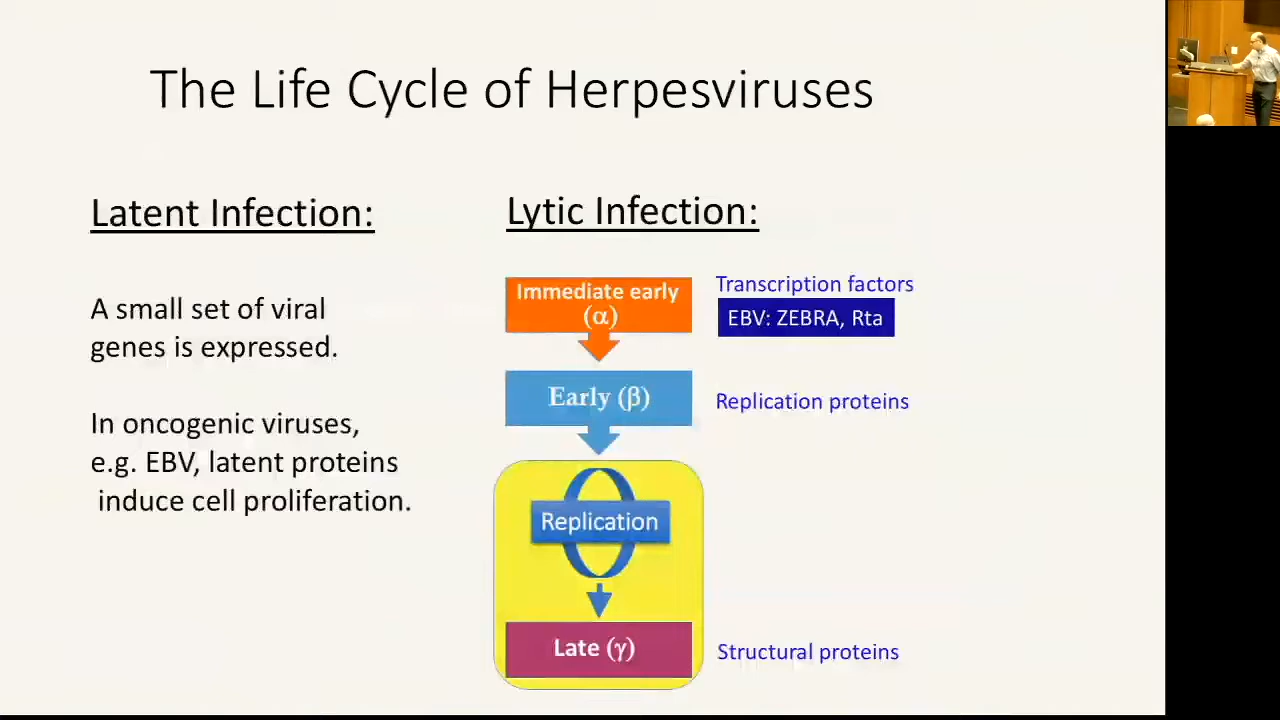 The Life Cycle of Herpesviruses
Latent Infection:
A small set of viral
genes is expressed.
In oncogenic viruses,
e.g. EBV, latent proteins
induce cell proliferation.
Lytic Infection:
Immediate early
(α)
Transcription factors
EBV: ZEBRA, Rta
Early (β)
Replication proteins
Replication
Late (γ)
Structural proteins